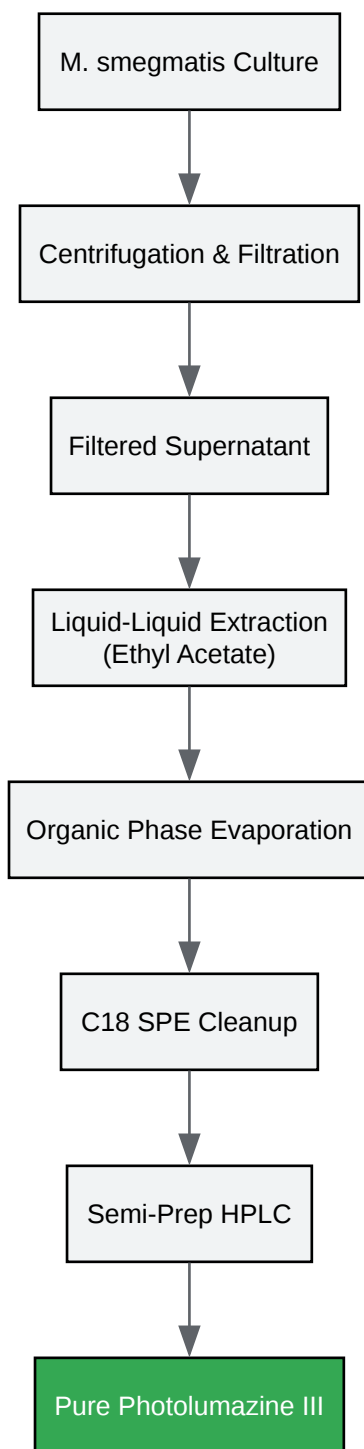 M. smegmatis Culture
Centrifugation & Filtration
Filtered Supernatant
Liquid-Liquid Extraction
(Ethyl Acetate)
Organic Phase Evaporation
C18 SPE Cleanup
Semi-Prep HPLC
Pure Photolumazine III